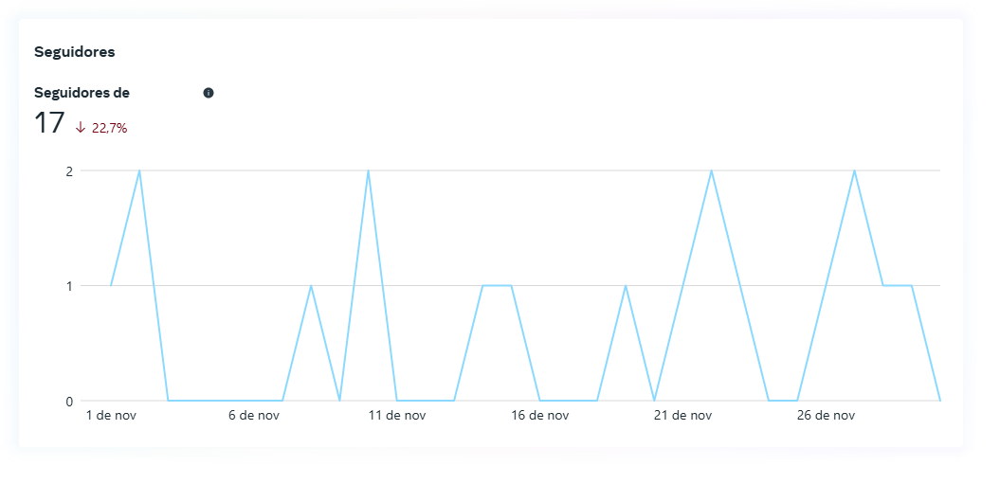 Seguidores
Seguidores de
17 ↓ 22,7%
2
1
0
1 de nov 6 de nov 11 de nov 16 de nov 21 de nov 26 de nov